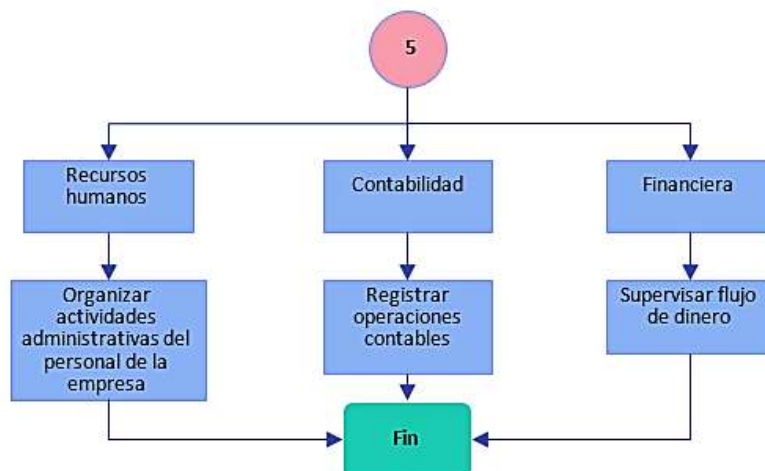 5
Recursos
humanos
Contabilidad
Financiera
Organizar
actividades
administrativas del
personal de la
empresa
Registrar
operaciones
contables
Supervisar flujo
de dinero
Fin